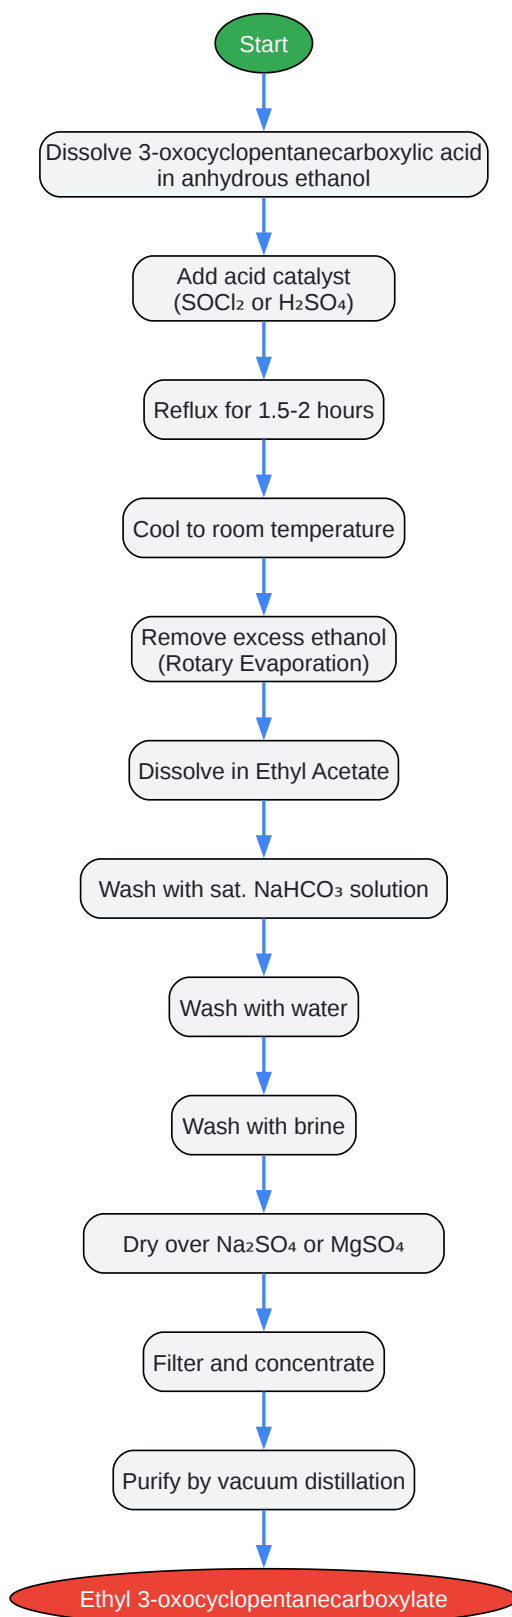 Start
Dissolve 3-oxocyclopentanecarboxylic acid
in anhydrous ethanol
Add acid catalyst
(SOCl₂ or H₂SO₄)
Reflux for 1.5-2 hours
Cool to room temperature
Remove excess ethanol
(Rotary Evaporation)
Dissolve in Ethyl Acetate
Wash with sat. NaHCO₃ solution
Wash with water
Wash with brine
Dry over Na₂SO₄ or MgSO₄
Filter and concentrate
Purify by vacuum distillation
Ethyl 3-oxocyclopentanecarboxylate